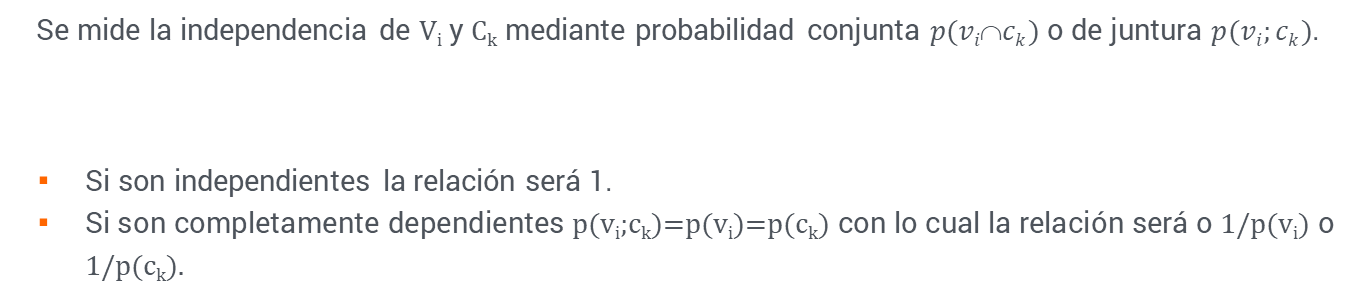 Se mide la independencia de Vᵢ y Cₖ mediante probabilidad conjunta p(vᵢ⌒cₖ) o de juntura p(vᵢ; cₖ).
▪ Si son independientes la relación será 1.
▪ Si son completamente dependientes p(vᵢ;cₖ)=p(vᵢ)=p(cₖ) con lo cual la relación será o 1/p(vᵢ) o
1/p(cₖ).